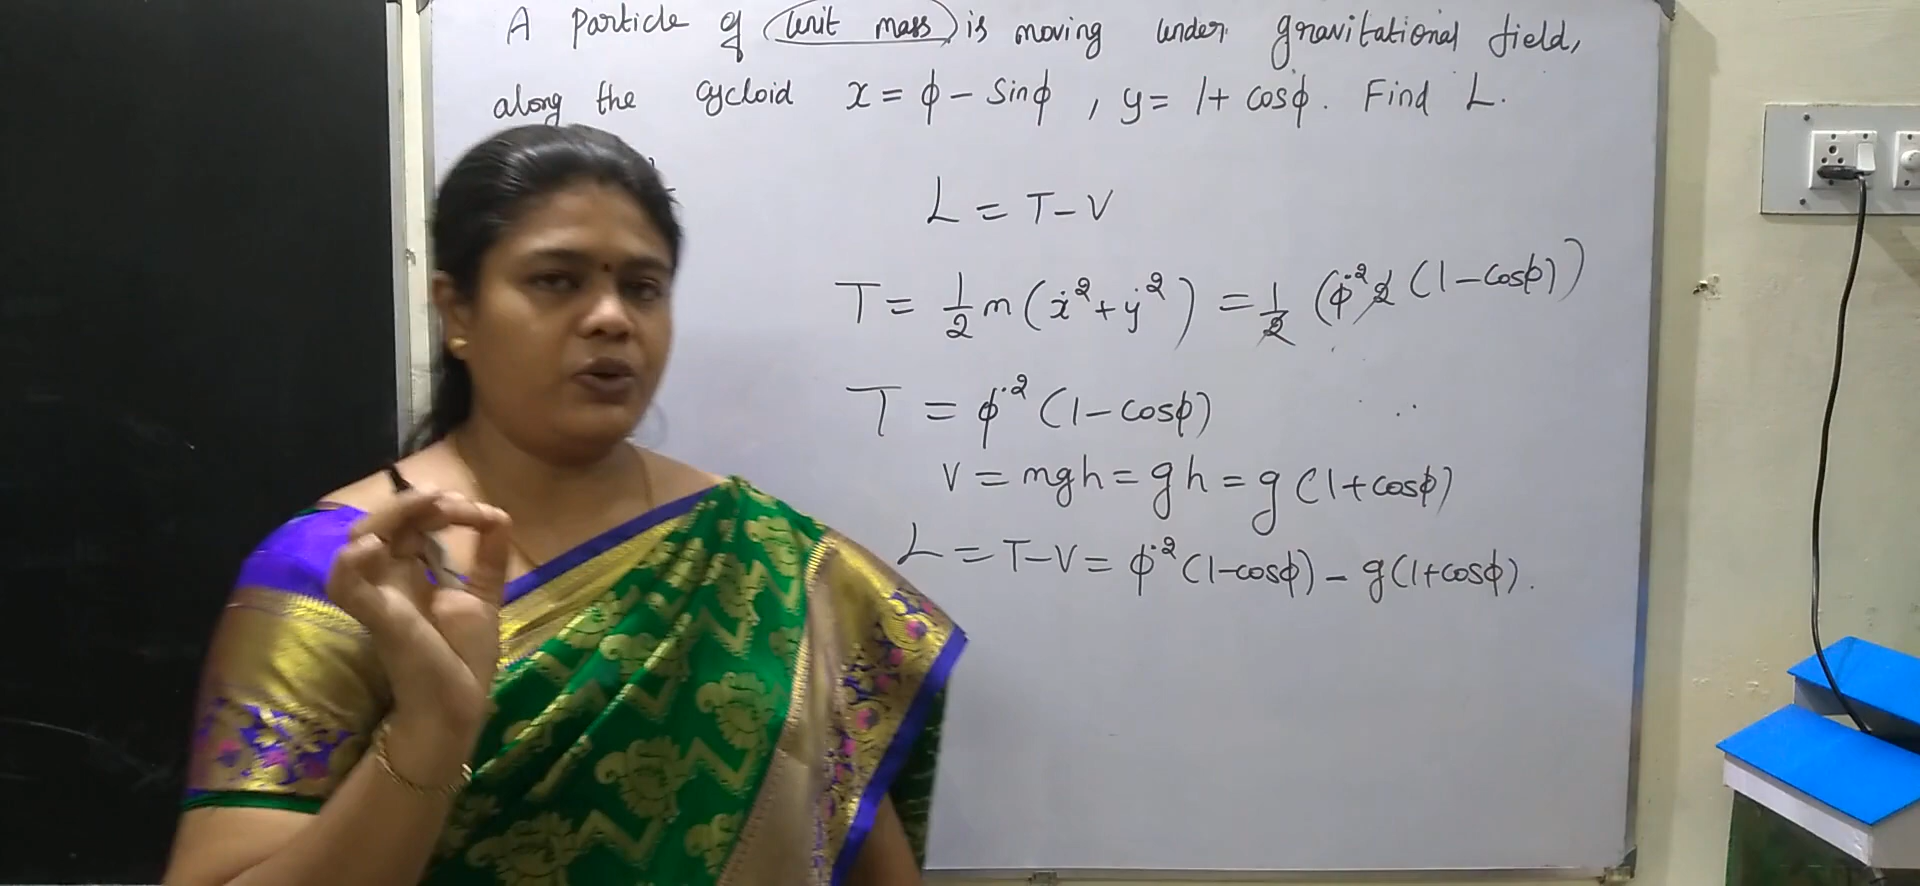 A particle of unit mass is moving under gravitational field,
along the cycloid x = ϕ - Sinϕ, y = 1 + cosϕ. Find L.
L = T - V
T = 1/2 m (ẋ² + ẏ²) = 1/2 (ϕ̇² 2 (1 - cosϕ))
T = ϕ̇² (1 - cosϕ)
V = mgh = gh = g (1 + cosϕ)
L = T - V = ϕ̇² (1 - cosϕ) - g (1 + cosϕ).